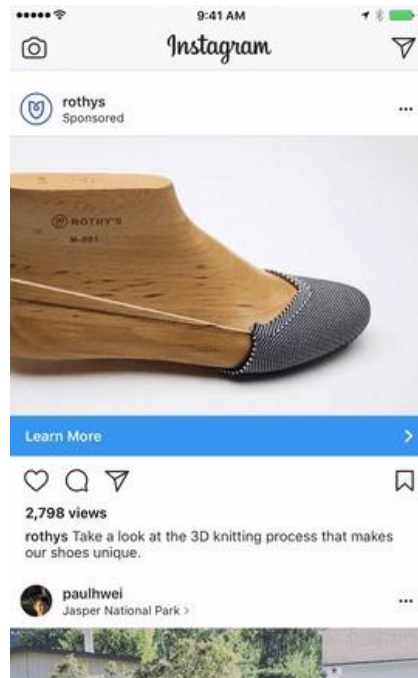 9:41 AM
Instagram
rothys
Sponsored
ROTHY'S
Learn More
2,798 views
rothys Take a look at the 3D knitting process that makes
our shoes unique.
paulhwei
Jasper National Park >